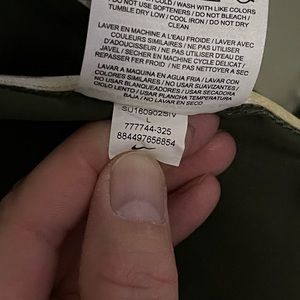 COLD / WASH WITH LIKE COLORS
/ DO NOT USE SOFTENERS / DO NOT BLEACH /
TUMBLE DRY LOW / COOL IRON / DO NOT DRY
CLEAN
LAVER EN MACHINE A L'EAU FROIDE / LAVER AVEC
COULEURS SIMILAIRES / NE PAS UTILISER
D'ADOUCISSEUR / NE PAS UTILISER D'EAU DE
JAVEL / SECHER EN MACHINE CYCLE DELICAT /
REPASSER A FROID / NE PAS NETTOYER A SEC
LAVAR A MAQUINA EN AGUA FRIA / LAVAR CON
COLORES SIMILARES / NO USAR SUAVIZANTES /
NO USAR BLANQUEADORES / USAR SECADORA
CICLO LENTO / USAR PLANCHA TEMPERATURA
BAJA / NO LAVAR EN SECO
SU160902SIV
L
777744-325
884497656854